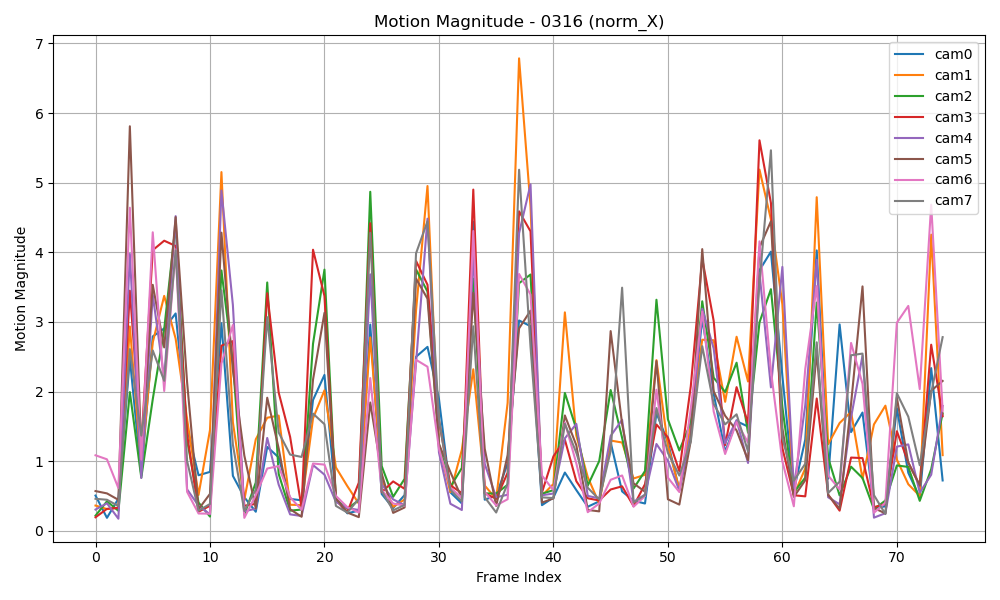 Motion Magnitude - 0316 (norm_X)
Motion Magnitude
7
6
5
4
3
2
1
0
0
10
20
30
40
50
60
70
Frame Index
cam0
cam1
cam2
cam3
cam4
cam5
cam6
cam7